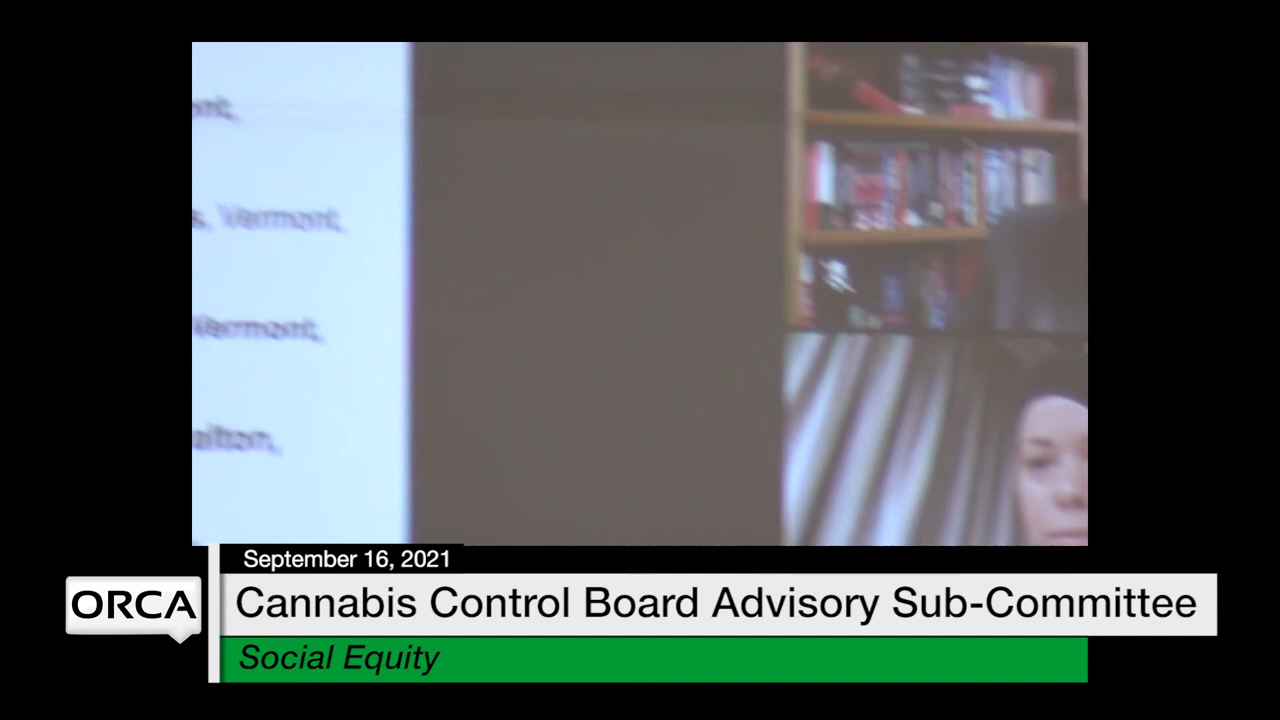 Vermont,
Vermont,
September 16, 2021
ORCA
Cannabis Control Board Advisory Sub-Committee
Social Equity